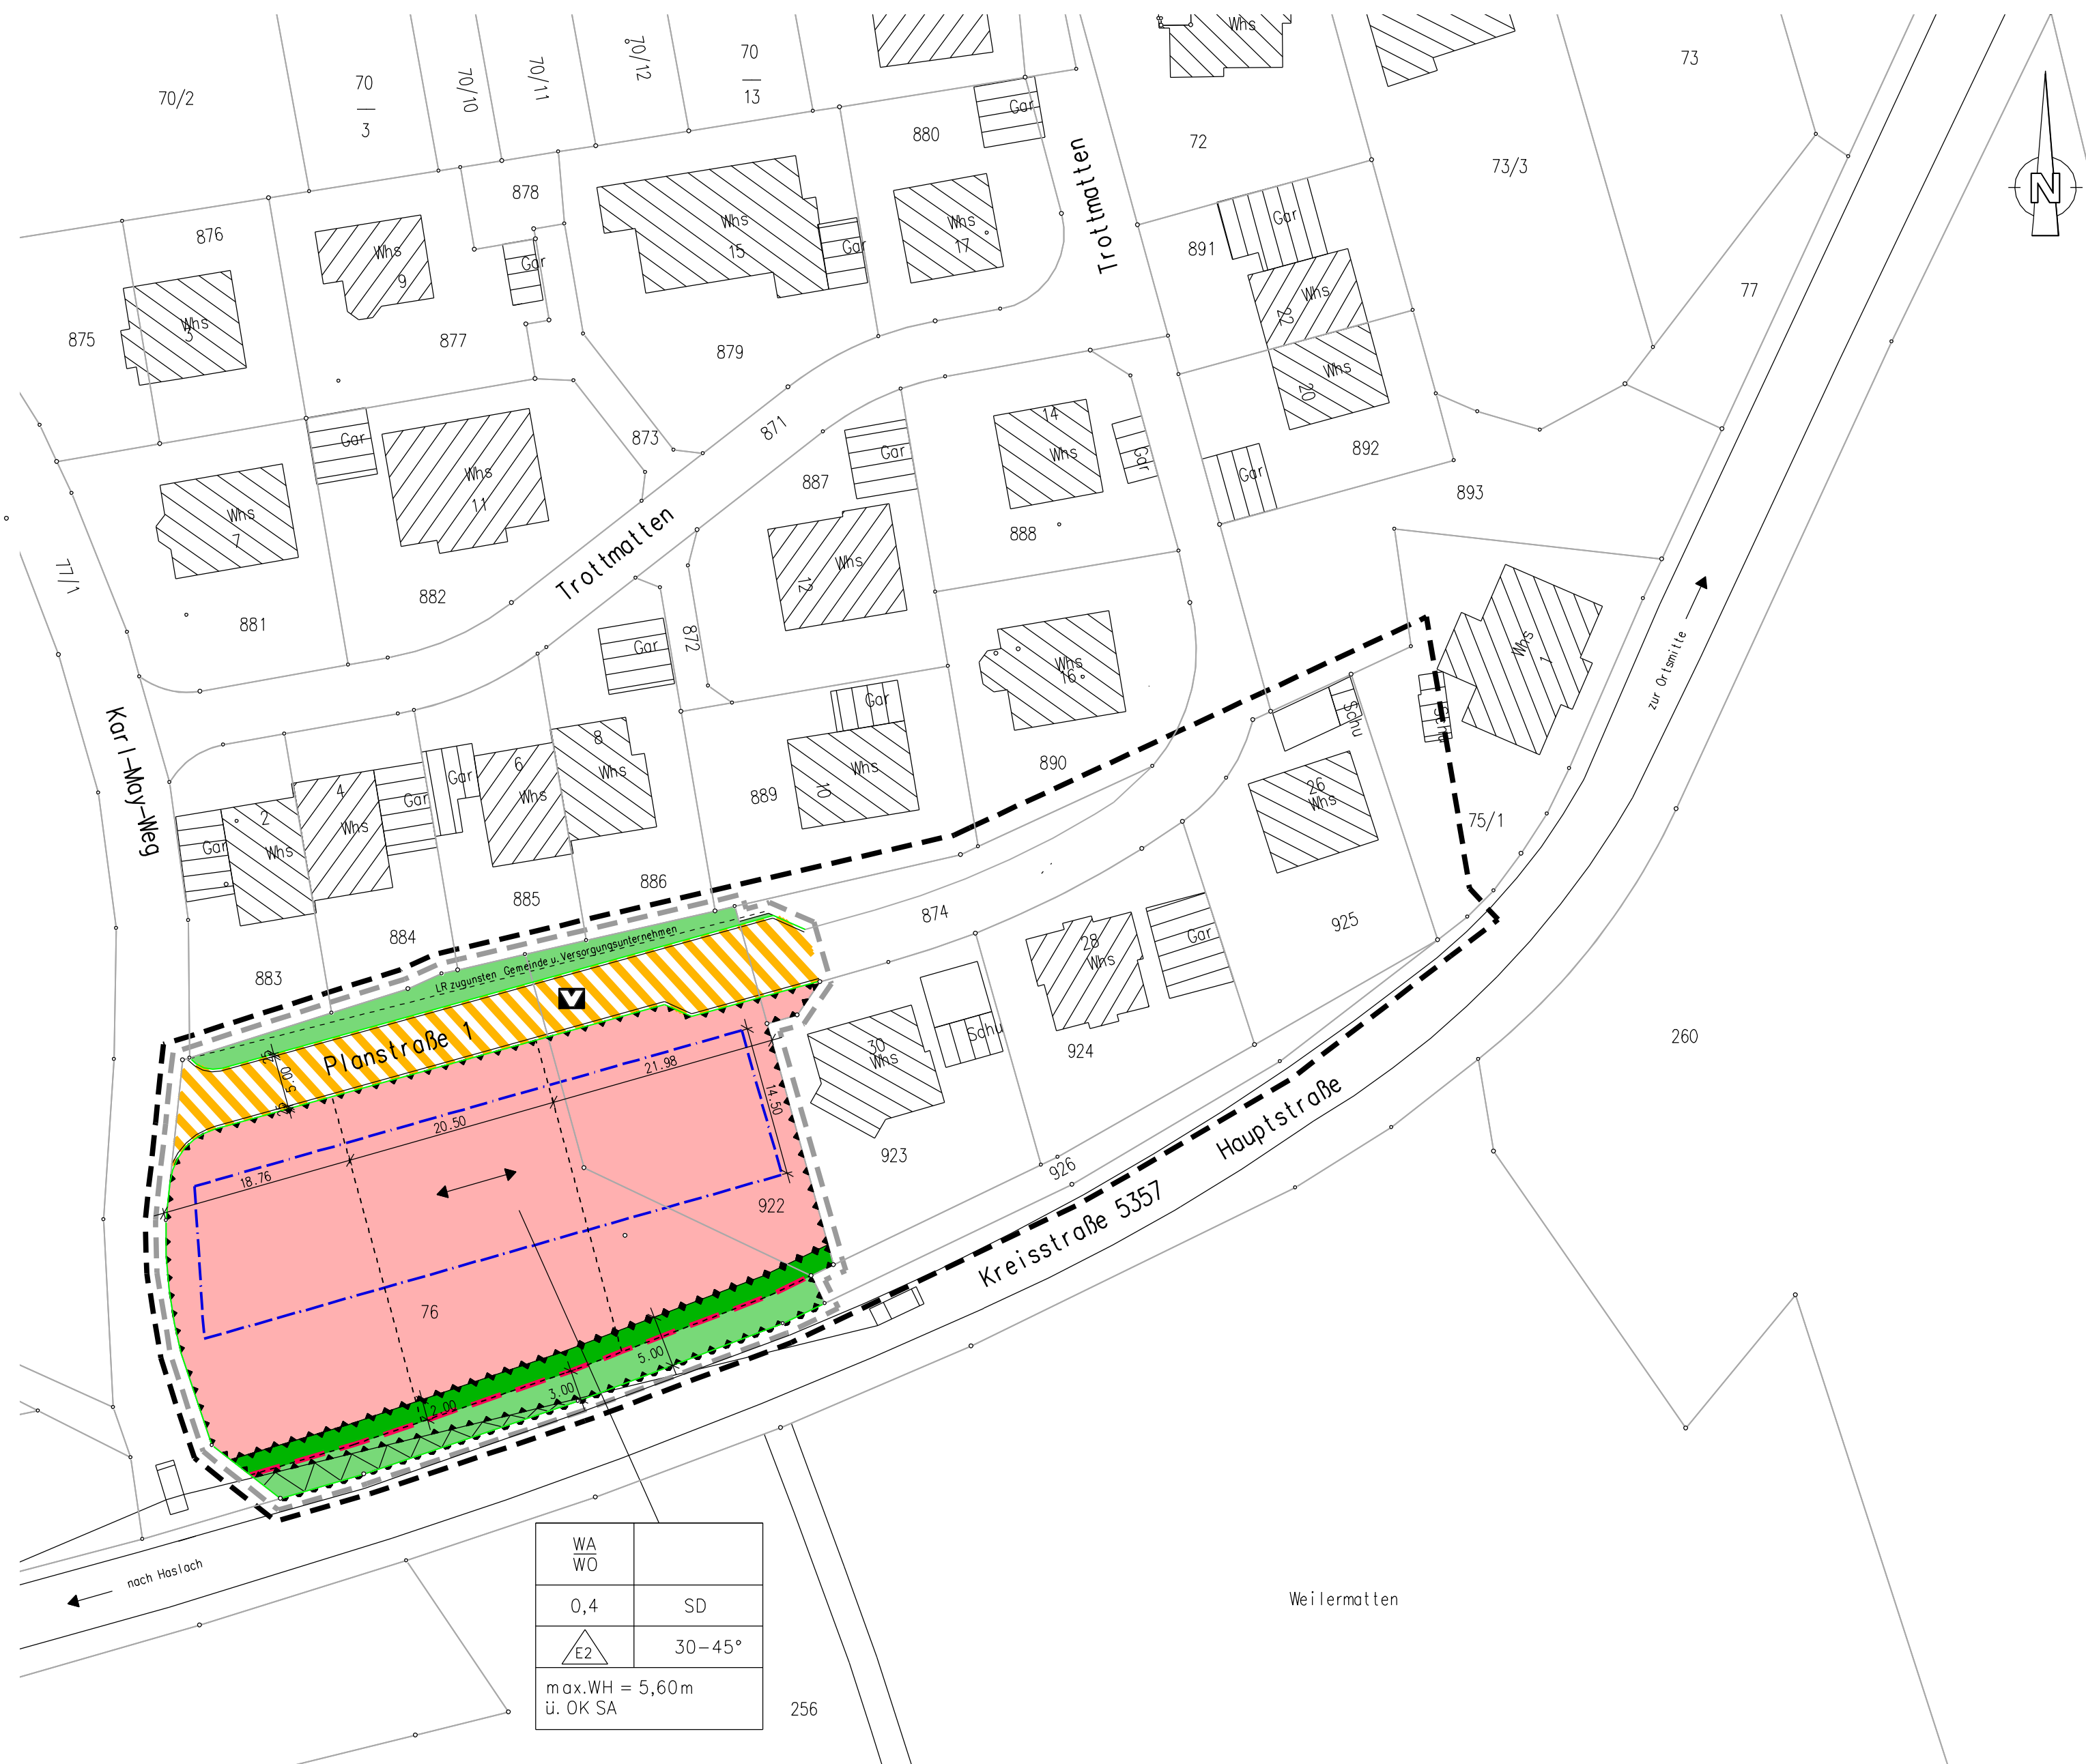 Whs
73
70/2
70
3
70/10
70/11
70/12
70
13
Gar
880
72
73/3
N
876
878
Whs
9
Gar
Whs
15
Gar
Whs
17
Trottmatten
891
Gar
Whs
22
77
875
Whs
3
877
879
Whs
20
Gar
873
871
887
Gar
14
Whs
Gar
892
Gar
893
Whs
11
Whs
7
77/1
881
882
Trottmatten
Whs
12
888
Gar
872
Whs
16
Whs
1
zur Ortsmitte
Karl-May-Weg
Gar
Schu
Schu
8
Whs
6
Whs
Gar
4
Whs
Gar
2
Whs
Gar
889
Whs
10
890
26
Whs
75/1
886
885
884
883
874
925
28
Whs
Gar
924
LR zugunsten Gemeinde u. Versorgungsunternehmen
V
Planstraße 1
5.00
30
Whs
Schu
260
21.98
14.50
20.50
18.76
923
926
Hauptstraße
Kreisstraße 5357
922
76
5.00
3.00
2.00
nach Haslach
WA
WO
0,4 SD
E2 30-45°
max.WH = 5,60m
ü. OK SA
Weilermatten
256